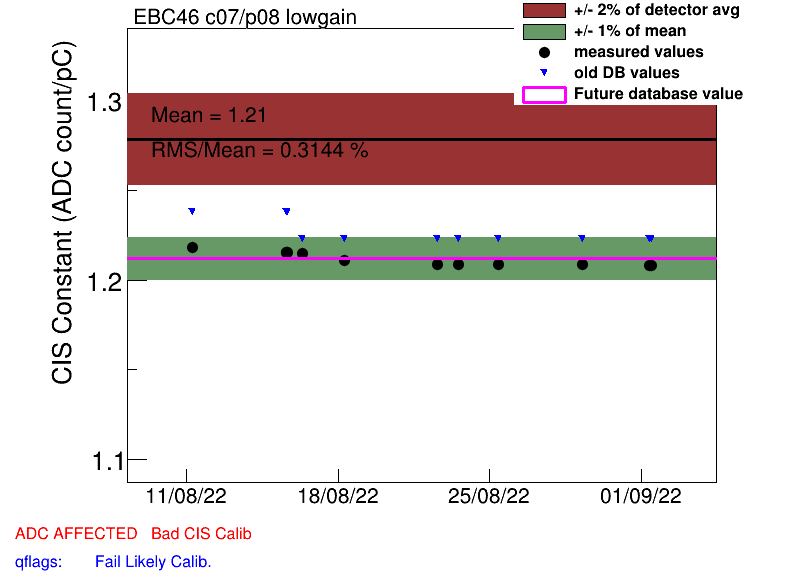 EBC46 c07/p08 lowgain
+/- 2% of detector avg
+/- 1% of mean
measured values
old DB values
Future database value
CIS Constant (ADC count/pC)
1.3
Mean = 1.21
RMS/Mean = 0.3144 %
1.2
1.1
11/08/22 18/08/22 25/08/22 01/09/22
ADC AFFECTED Bad CIS Calib
qflags: Fail Likely Calib.